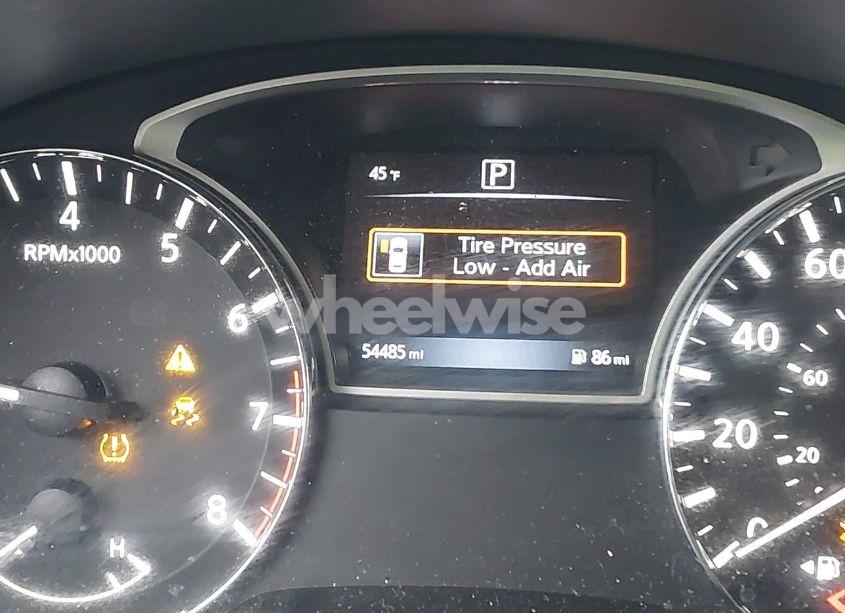 45°F
P
Tire Pressure
Low - Add Air
54485 mi
86 mi
4
5
6
7
8
RPMx1000
H
60
40
20
0
60
20
wheelwise